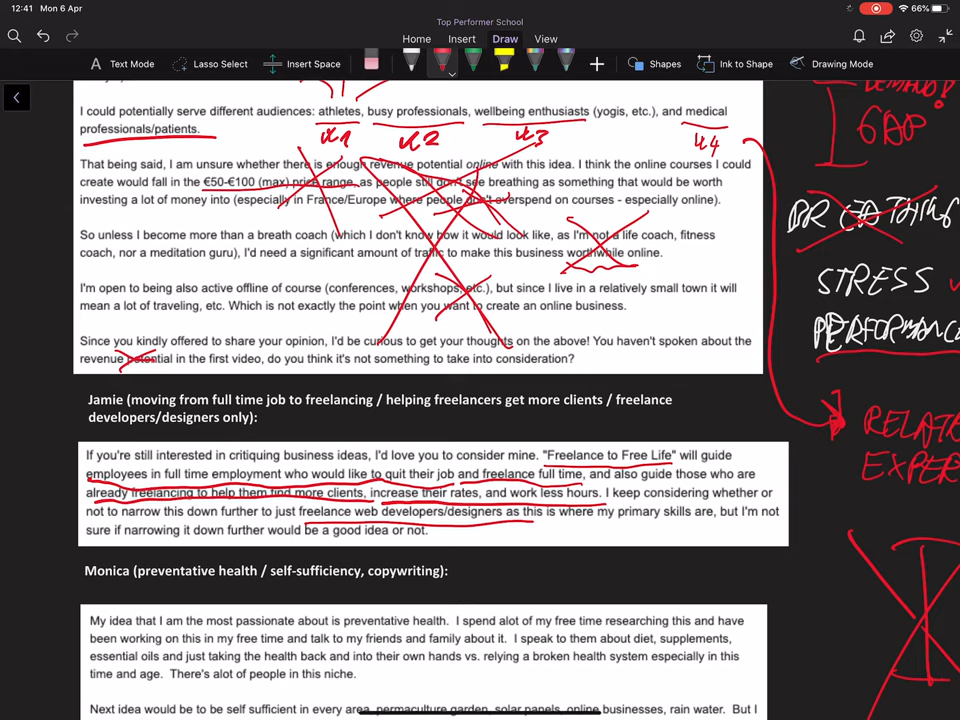 12:41 Mon 6 Apr
66%
Top Performer School
Home Insert Draw View
Text Mode Lasso Select Insert Space Shapes Ink to Shape Drawing Mode
I could potentially serve different audiences: athletes, busy professionals, wellbeing enthusiasts (yogis, etc.), and medical
professionals/patients.
x1 x2 x3 x4
That being said, I am unsure whether there is enough revenue potential online with this idea. I think the online courses I could
create would fall in the €50-€100 (max) price range, as people still don't see breathing as something that would be worth
investing a lot of money into (especially in France/Europe where people don't overspend on courses - especially online).
So unless I become more than a breath coach (which I don't know how it would look like, as I'm not a life coach, fitness
coach, nor a meditation guru), I'd need a significant amount of traffic to make this business worthwhile online.
I'm open to being also active offline of course (conferences, workshops, etc.), but since I live in a relatively small town it will
mean a lot of traveling, etc. Which is not exactly the point when you want to create an online business.
Since you kindly offered to share your opinion, I'd be curious to get your thoughts on the above! You haven't spoken about the
revenue potential in the first video, do you think it's not something to take into consideration?
DEMAND!
GAP
STRESS
PERFORMANC
RELATE
EXPER
Jamie (moving from full time job to freelancing / helping freelancers get more clients / freelance
developers/designers only):
If you're still interested in critiquing business ideas, I'd love you to consider mine. "Freelance to Free Life" will guide
employees in full time employment who would like to quit their job and freelance full time, and also guide those who are
already freelancing to help them find more clients, increase their rates, and work less hours. I keep considering whether or
not to narrow this down further to just freelance web developers/designers as this is where my primary skills are, but I'm not
sure if narrowing it down further would be a good idea or not.
Monica (preventative health / self-sufficiency, copywriting):
My idea that I am the most passionate about is preventative health. I spend alot of my free time researching this and have
been working on this in my free time and talk to my friends and family about it. I speak to them about diet, supplements,
essential oils and just taking the health back and into their own hands vs. relying a broken health system especially in this
time and age. There's alot of people in this niche.
Next idea would be to be self sufficient in every area, permaculture garden, solar panels, online businesses, rain water. But I